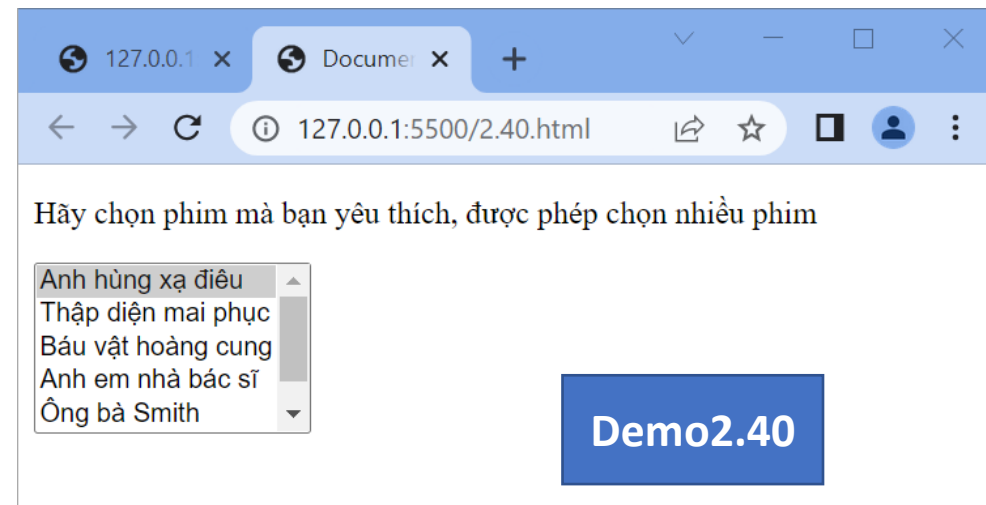 127.0.0.1
Documen
127.0.0.1:5500/2.40.html
Hãy chọn phim mà bạn yêu thích, được phép chọn nhiều phim
Anh hùng xạ điêu
Thập diện mai phục
Báu vật hoàng cung
Anh em nhà bác sĩ
Ông bà Smith
Demo2.40